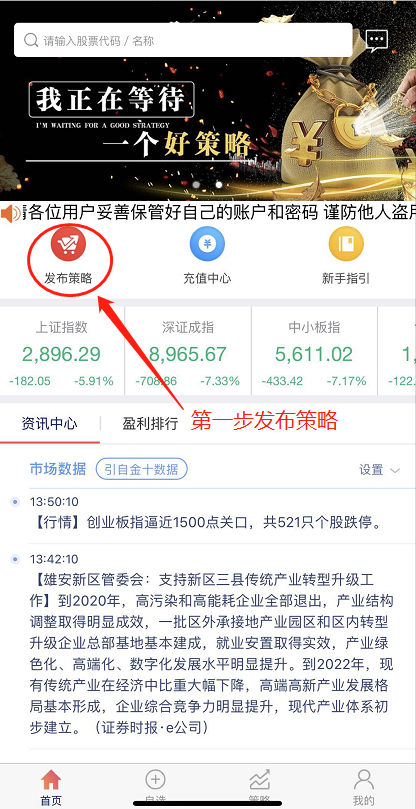 请输入股票代码 / 名称
我正在等待
I'M WAITING FOR A GOOD STRATEGY
一个好策略
请各位用户妥善保管好自己的账户和密码 谨防他人盗用
发布策略
充值中心
新手指引
上证指数
深证成指
中小板指
2,896.29
8,965.67
5,611.02
1,
-182.05 -5.91%
-708.86 -7.33%
-433.42 -7.17%
-122.
资讯中心
盈利排行
第一步发布策略
市场数据
引自金十数据
设置
13:50:10
【行情】创业板指逼近1500点关口，共521只个股跌停。
13:42:10
【雄安新区管委会：支持新区三县传统产业转型升级工
作】到2020年，高污染和高能耗企业全部退出，产业结构
调整取得明显成效，一批区外承接地产业园区和区内转型
升级企业总部基地基本建成，就业安置取得实效，产业绿
色化、高端化、数字化发展水平明显提升。到2022年，现
有传统产业在经济中比重大幅下降，高端高新产业发展格
局基本形成，企业综合竞争力明显提升，现代产业体系初
步建立。（证券时报·e公司）
首页
自选
策略
我的